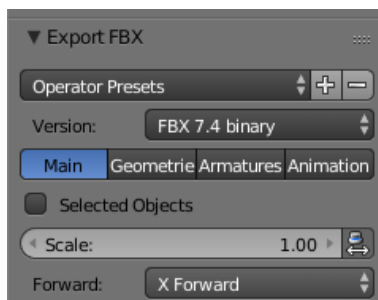 Export FBX
Operator Presets
Version: FBX 7.4 binary
Main Geometrie Armatures Animation
Selected Objects
Scale: 1.00
Forward: X Forward